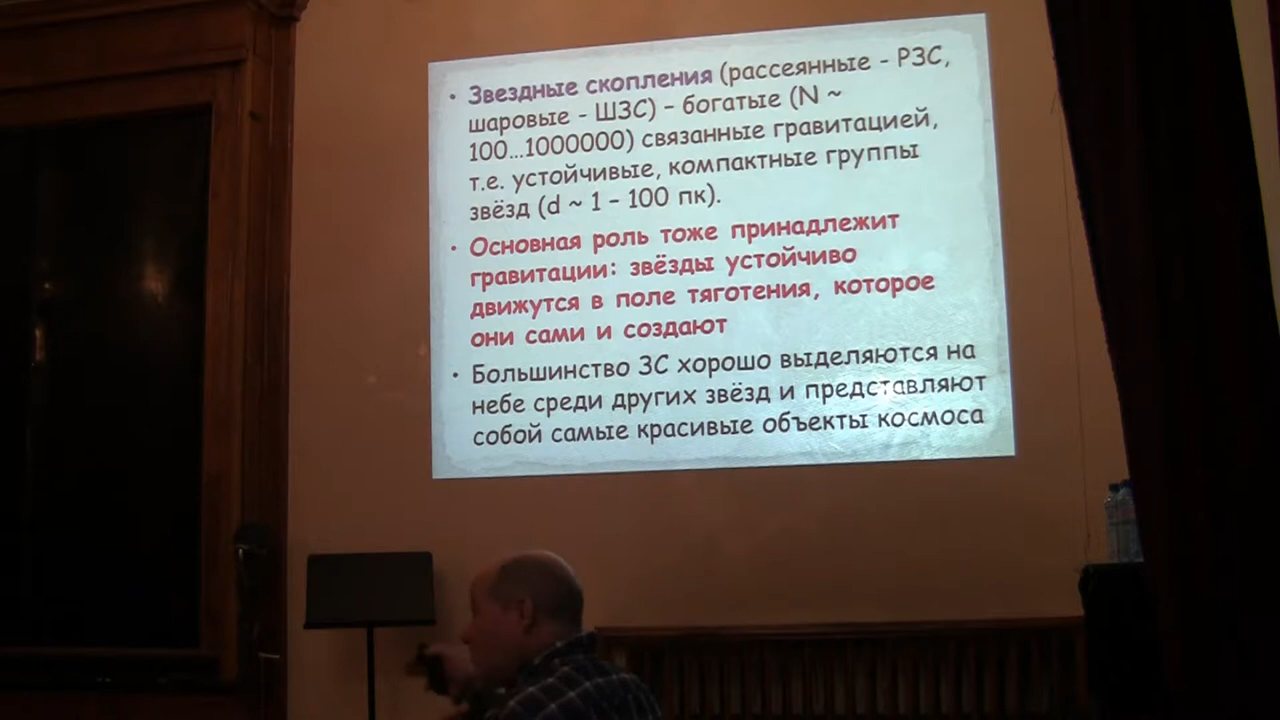 • Звездные скопления (рассеянные - РЗС,
шаровые - ШЗС) – богатые (N ~
100...1000000) связанные гравитацией,
т.е. устойчивые, компактные группы
звёзд (d ~ 1 – 100 пк).
• Основная роль тоже принадлежит
гравитации: звёзды устойчиво
движутся в поле тяготения, которое
они сами и создают
• Большинство ЗС хорошо выделяются на
небе среди других звёзд и представляют
собой самые красивые объекты космоса